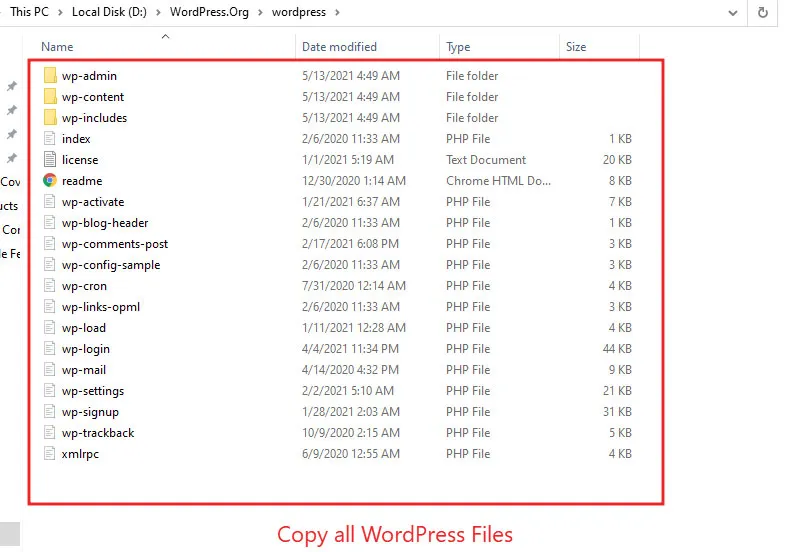 This PC > Local Disk (D:) > WordPress.Org > wordpress >
Name Date modified Type Size
wp-admin 5/13/2021 4:49 AM File folder
wp-content 5/13/2021 4:49 AM File folder
wp-includes 5/13/2021 4:49 AM File folder
index 2/6/2020 11:33 AM PHP File 1 KB
license 1/1/2021 5:19 AM Text Document 20 KB
Cov readme 12/30/2020 1:14 AM Chrome HTML Do... 8 KB
ucts wp-activate 1/21/2021 6:37 AM PHP File 7 KB
Cor wp-blog-header 2/6/2020 11:33 AM PHP File 1 KB
wp-comments-post 2/17/2021 6:08 PM PHP File 3 KB
le Fe
wp-config-sample 2/6/2020 11:33 AM PHP File 3 KB
wp-cron 7/31/2020 12:14 AM PHP File 4 KB
wp-links-opml 2/6/2020 11:33 AM PHP File 3 KB
wp-load 1/11/2021 12:28 AM PHP File 4 KB
wp-login 4/4/2021 11:34 PM PHP File 44 KB
wp-mail 4/14/2020 4:32 PM PHP File 9 KB
wp-settings 2/2/2021 5:10 AM PHP File 21 KB
wp-signup 1/28/2021 2:03 AM PHP File 31 KB
wp-trackback 10/9/2020 2:15 AM PHP File 5 KB
xmlrpc 6/9/2020 12:55 AM PHP File 4 KB
Copy all WordPress Files